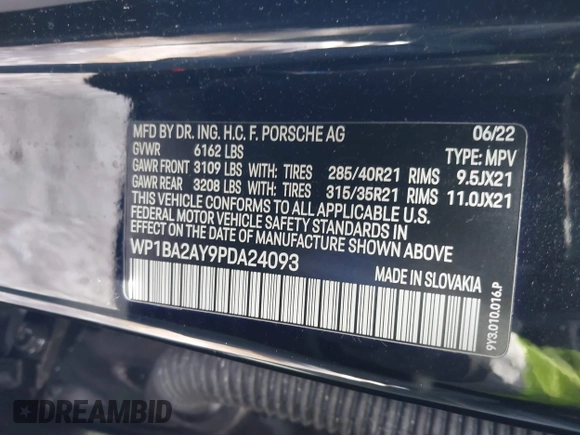 MFD BY DR. ING. H.C. F. PORSCHE AG 06/22
GVWR 6162 LBS TYPE: MPV
GAWR FRONT 3109 LBS WITH: TIRES 285/40R21 RIMS 9.5JX21
GAWR REAR 3208 LBS WITH: TIRES 315/35R21 RIMS 11.0JX21
THIS VEHICLE CONFORMS TO ALL APPLICABLE U.S.
FEDERAL MOTOR VEHICLE SAFETY STANDARDS IN
EFFECT ON THE DATE OF MANUFACTURE SHOWN ABOVE.
WP1BA2AY9PDA24093
MADE IN SLOVAKIA
9Y3.010.016.P
DREAMBID